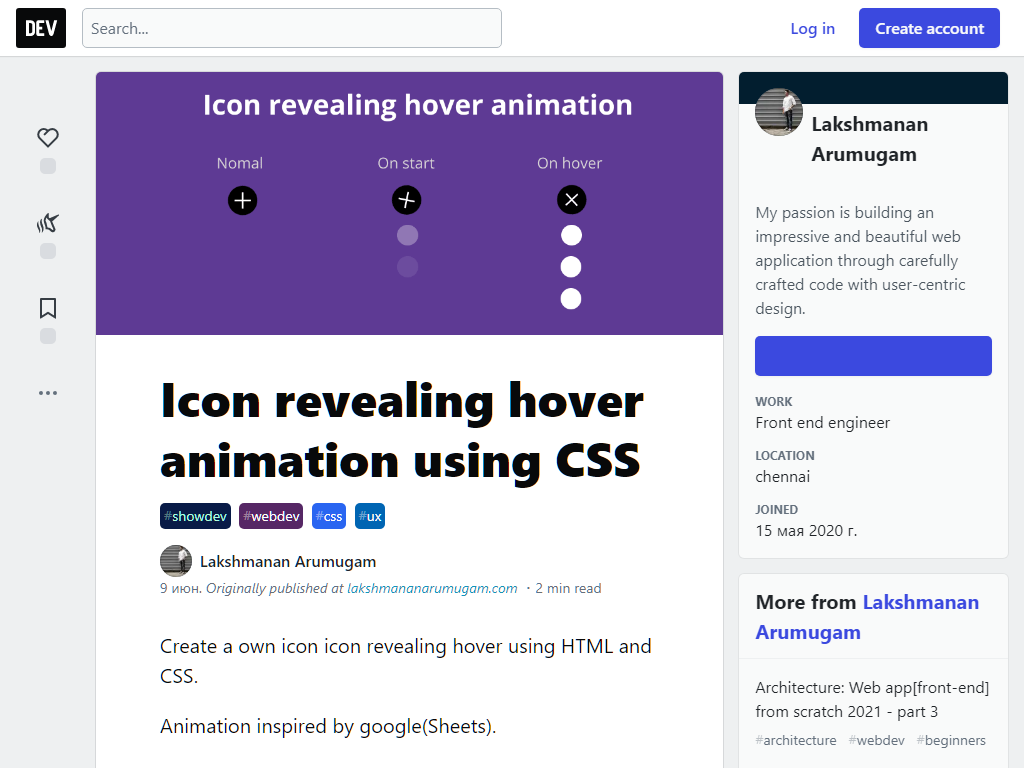 DEV
Search...
Log in
Create account
Icon revealing hover animation
Nomal
On start
On hover
Icon revealing hover
animation using CSS
#showdev #webdev #css #ux
Lakshmanan Arumugam
9 июн. Originally published at lakshmananarumugam.com ・2 min read
Create a own icon icon revealing hover using HTML and
CSS.
Animation inspired by google(Sheets).
Lakshmanan
Arumugam
My passion is building an
impressive and beautiful web
application through carefully
crafted code with user-centric
design.
WORK
Front end engineer
LOCATION
chennai
JOINED
15 мая 2020 г.
More from Lakshmanan
Arumugam
Architecture: Web app[front-end]
from scratch 2021 - part 3
#architecture #webdev #beginners